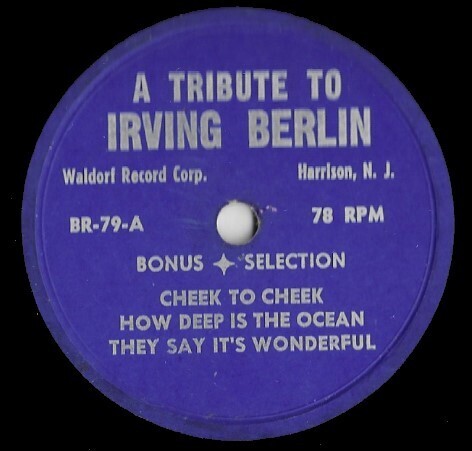 A TRIBUTE TO
IRVING BERLIN
Waldorf Record Corp. Harrison, N. J.
BR-79-A 78 RPM
BONUS SELECTION
CHEEK TO CHEEK
HOW DEEP IS THE OCEAN
THEY SAY IT'S WONDERFUL